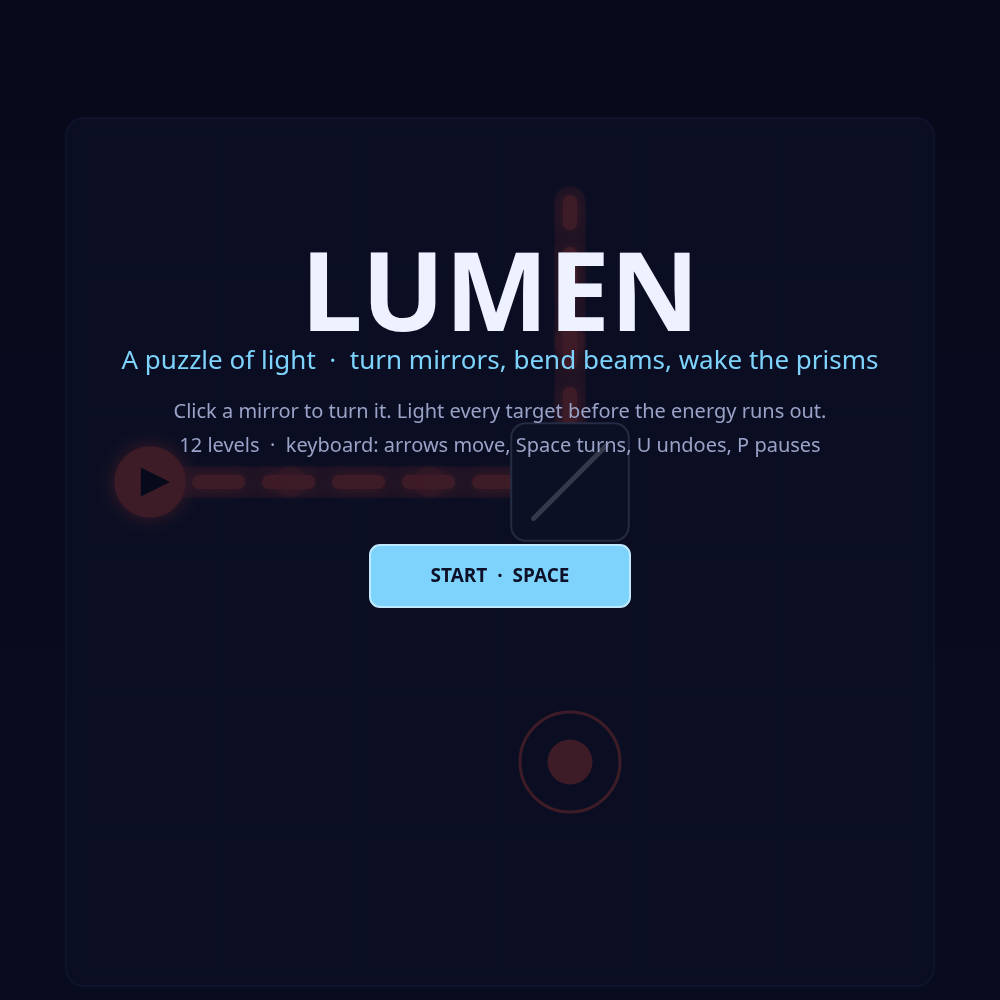 LUMEN
A puzzle of light · turn mirrors, bend beams, wake the prisms
Click a mirror to turn it. Light every target before the energy runs out.
12 levels · keyboard: arrows move, Space turns, U undoes, P pauses
START · SPACE